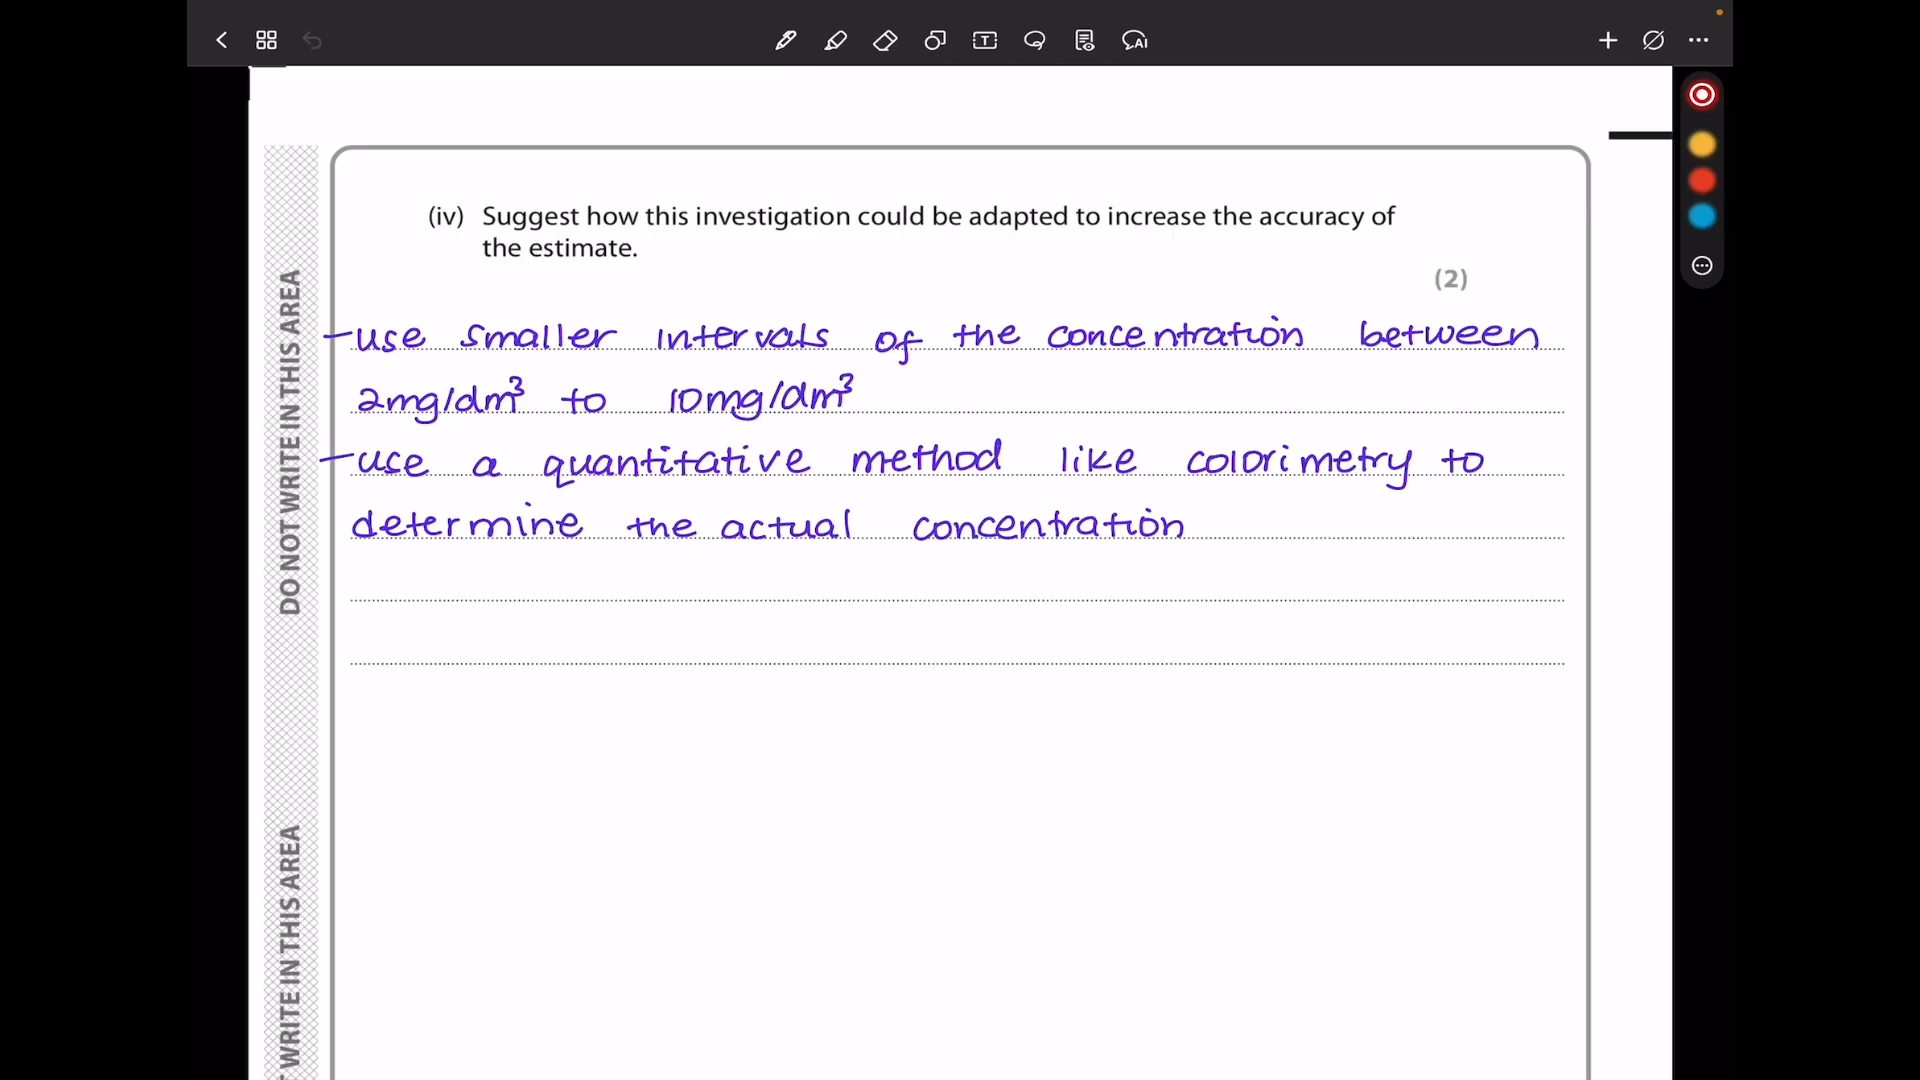 (iv) Suggest how this investigation could be adapted to increase the accuracy of
the estimate.
(2)
-use smaller intervals of the concentration between
2mg/dm³ to 10mg/dm³
-use a quantitative method like colorimetry to
determine the actual concentration
DO NOT WRITE IN THIS AREA
WRITE IN THIS AREA
T
AI